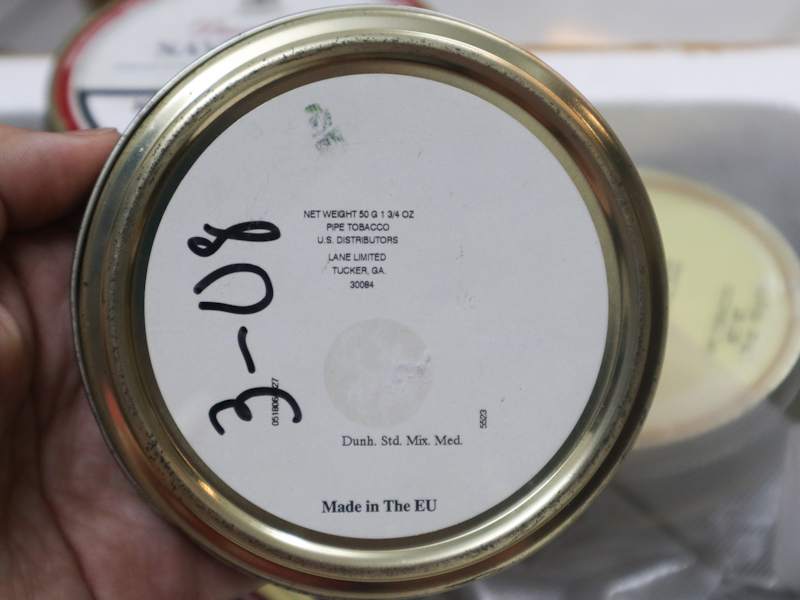 NET WEIGHT 50 G 1 3/4 OZ
PIPE TOBACCO
U.S. DISTRIBUTORS
LANE LIMITED
TUCKER, GA.
30084
3-08
5523
Dunh. Std. Mix. Med.
Made in The EU